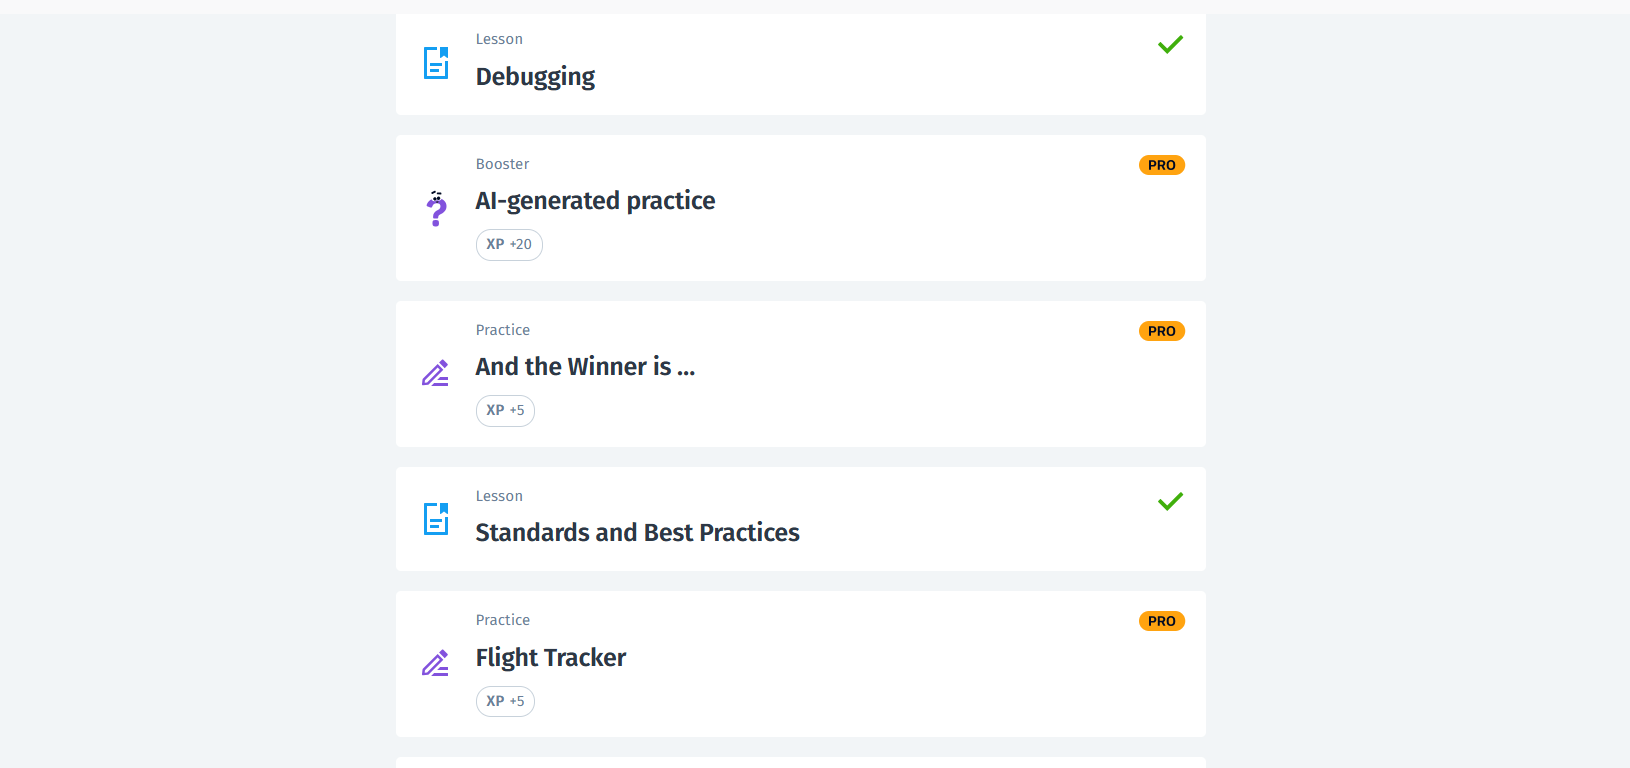 Lesson
Debugging
Booster
PRO
AI-generated practice
XP +20
Practice
PRO
And the Winner is ...
XP +5
Lesson
Standards and Best Practices
Practice
PRO
Flight Tracker
XP +5